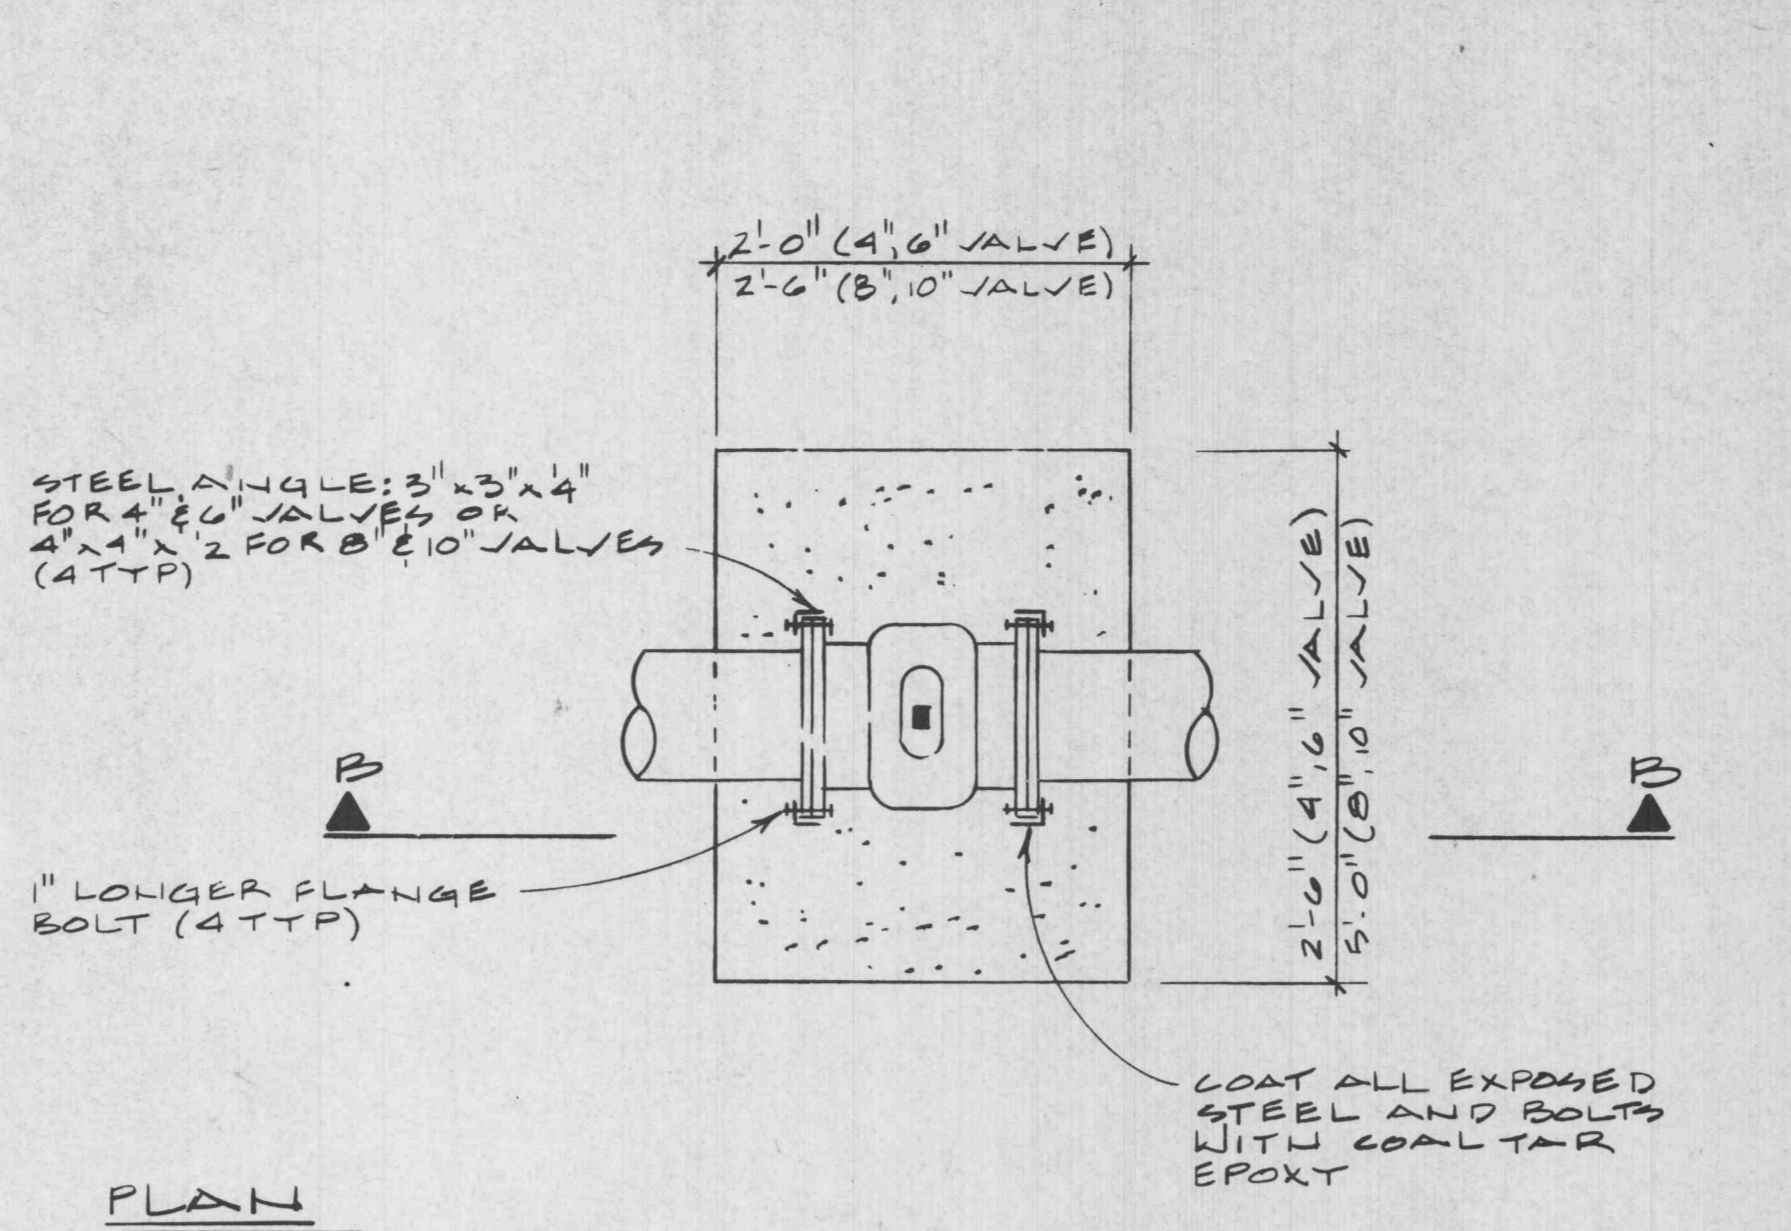 2'-0" (4", 6" VALVE)
2'-6" (8", 10" VALVE)
STEEL ANGLE: 3"x3"x1/4"
FOR 4" & 6" VALVES OR
4"x4"x1/2 FOR 8" & 10" VALVES
(4 TYP)
2'-6" (4", 6" VALVE)
5'-0" (8", 10" VALVE)
B
B
1" LONGER FLANGE
BOLT (4 TYP)
COAT ALL EXPOSED
STEEL AND BOLTS
WITH COAL TAR
EPOXY
PLAN